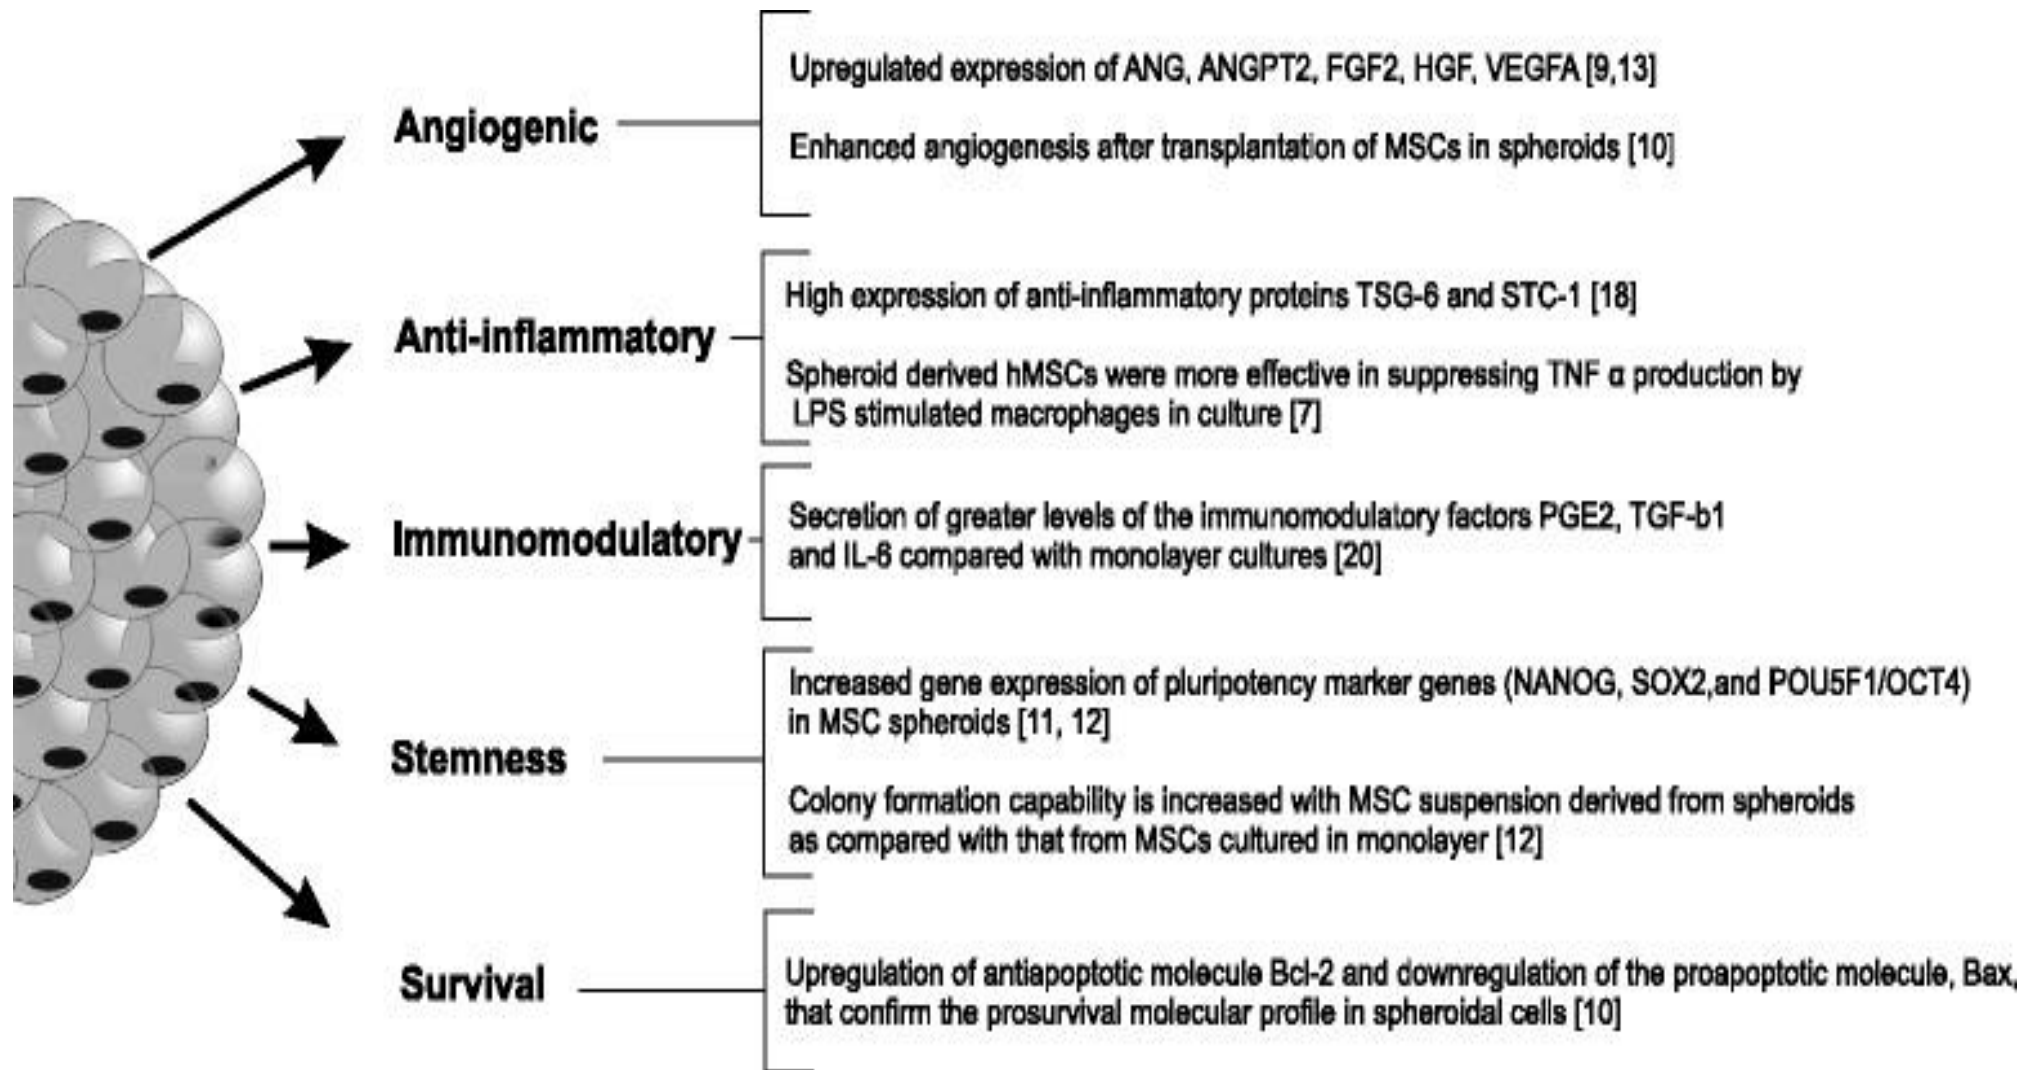 Angiogenic
Upregulated expression of ANG, ANGPT2, FGF2, HGF, VEGFA [9,13]
Enhanced angiogenesis after transplantation of MSCs in spheroids [10]
Anti-inflammatory
High expression of anti-inflammatory proteins TSG-6 and STC-1 [18]
Spheroid derived hMSCs were more effective in suppressing TNF α production by
LPS stimulated macrophages in culture [7]
Immunomodulatory
Secretion of greater levels of the immunomodulatory factors PGE2, TGF-b1
and IL-6 compared with monolayer cultures [20]
Stemness
Increased gene expression of pluripotency marker genes (NANOG, SOX2,and POU5F1/OCT4)
in MSC spheroids [11, 12]
Colony formation capability is increased with MSC suspension derived from spheroids
as compared with that from MSCs cultured in monolayer [12]
Survival
Upregulation of antiapoptotic molecule Bcl-2 and downregulation of the proapoptotic molecule, Bax,
that confirm the prosurvival molecular profile in spheroidal cells [10]